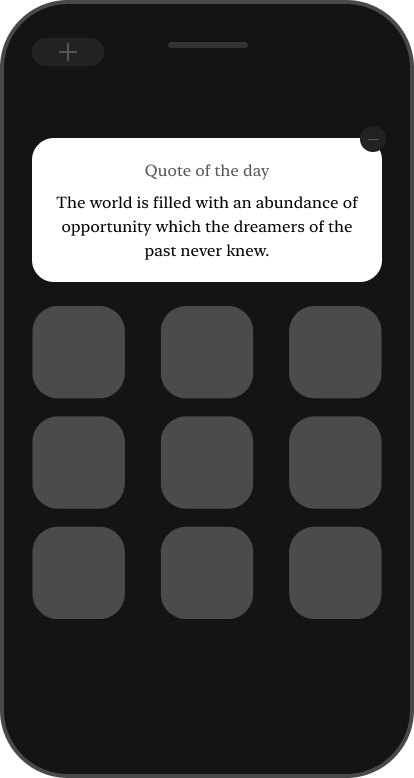 Quote of the day
The world is filled with an abundance of
opportunity which the dreamers of the
past never knew.